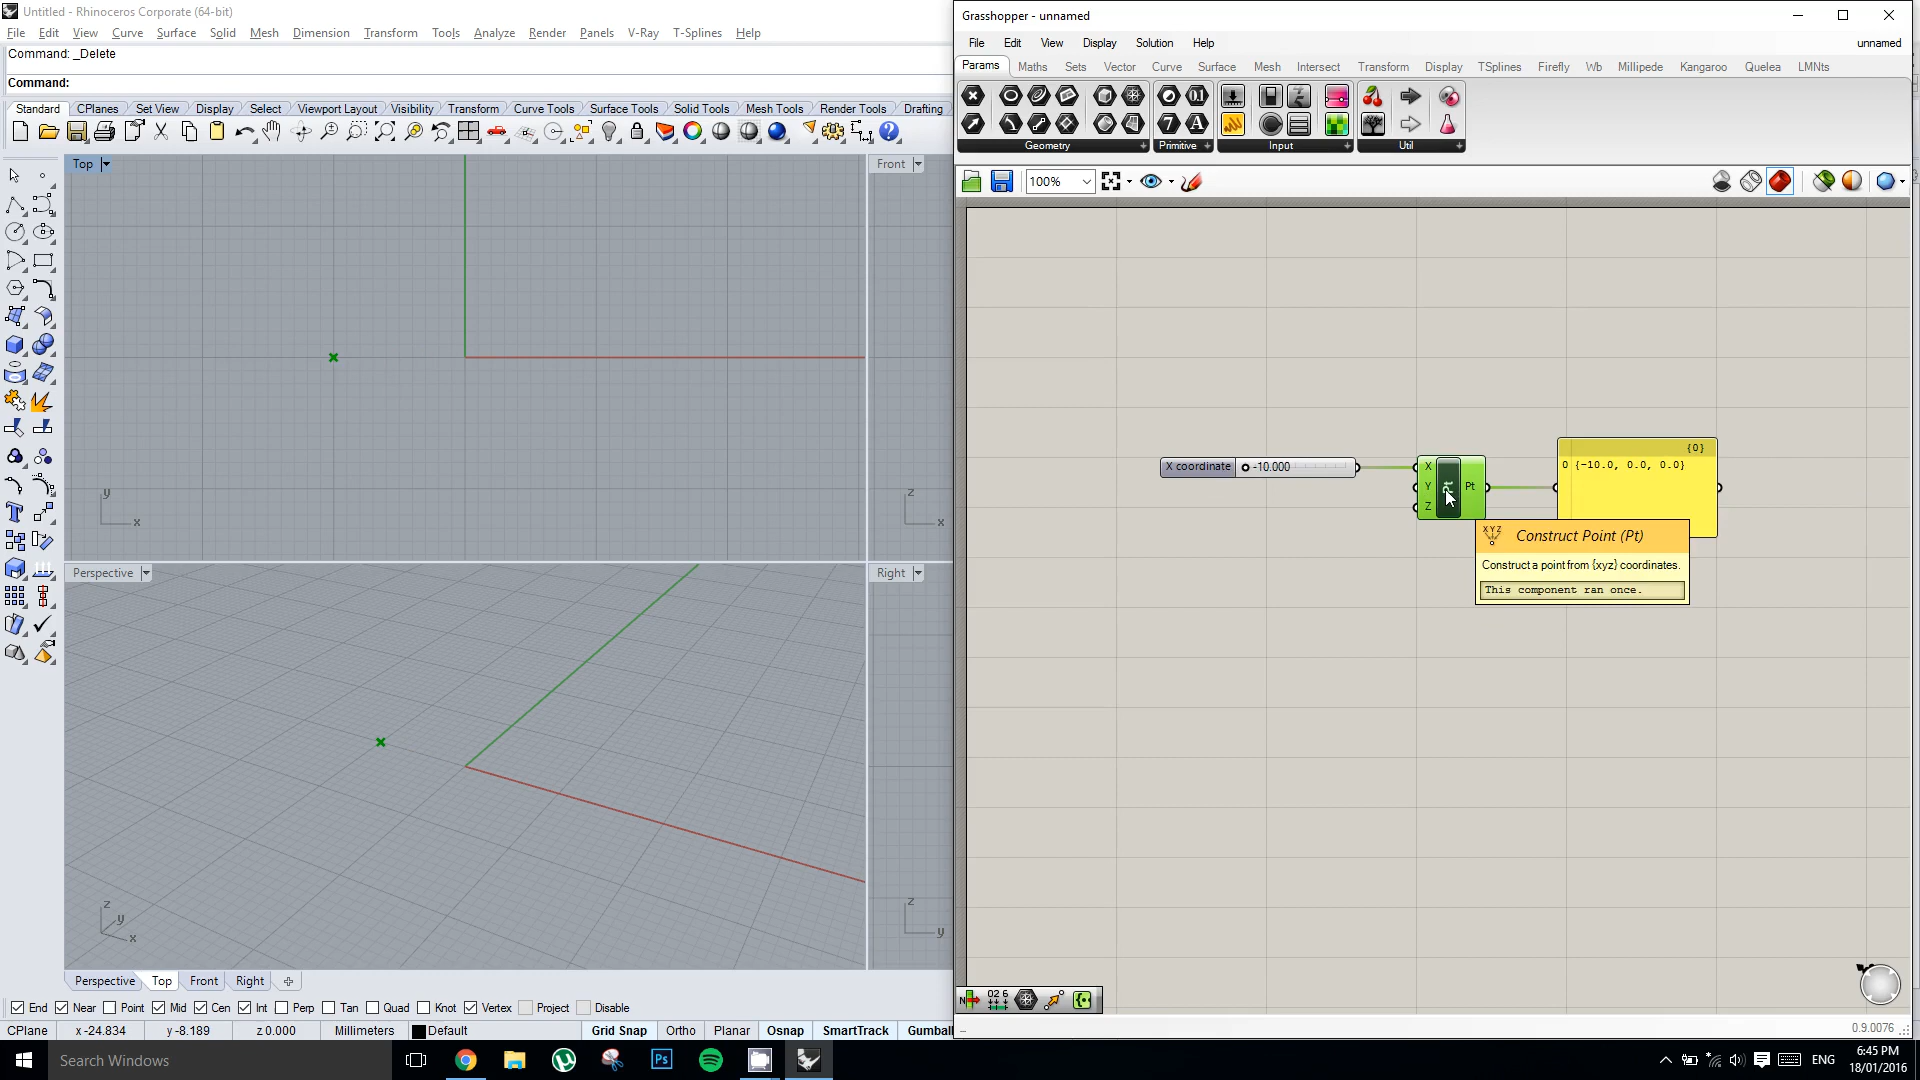 Untitled - Rhinoceros Corporate (64-bit)
File Edit View Curve Surface Solid Mesh Dimension Transform Tools Analyze Render Panels V-Ray T-Splines Help
Command: _Delete
Command:
Standard CPlanes Set View Display Select Viewport Layout Visibility Transform Curve Tools Surface Tools Solid Tools Mesh Tools Render Tools Drafting
Top
Front
y
x
z
x
Perspective
Right
z
y
x
z
y
T
Perspective Top Front Right
End Near Point Mid Cen Int Perp Tan Quad Knot Vertex Project Disable
CPlane x -24.834 y -8.189 z 0.000 Millimeters Default Grid Snap Ortho Planar Osnap SmartTrack Gumball
Grasshopper - unnamed
File Edit View Display Solution Help
unnamed
Params Maths Sets Vector Curve Surface Mesh Intersect Transform Display TSplines Firefly Wb Millipede Kangaroo Quelea LMNts
0.1
7 A
Geometry Primitive Input Util
100%
X coordinate -10.000
X
Y
Z
Pt
Pt
{0}
0 {-10.0, 0.0, 0.0}
XYZ
Construct Point (Pt)
Construct a point from {xyz} coordinates.
This component ran once.
N
02 6
...
0.9.0076
Search Windows
Ps
ENG
6:45 PM
18/01/2016